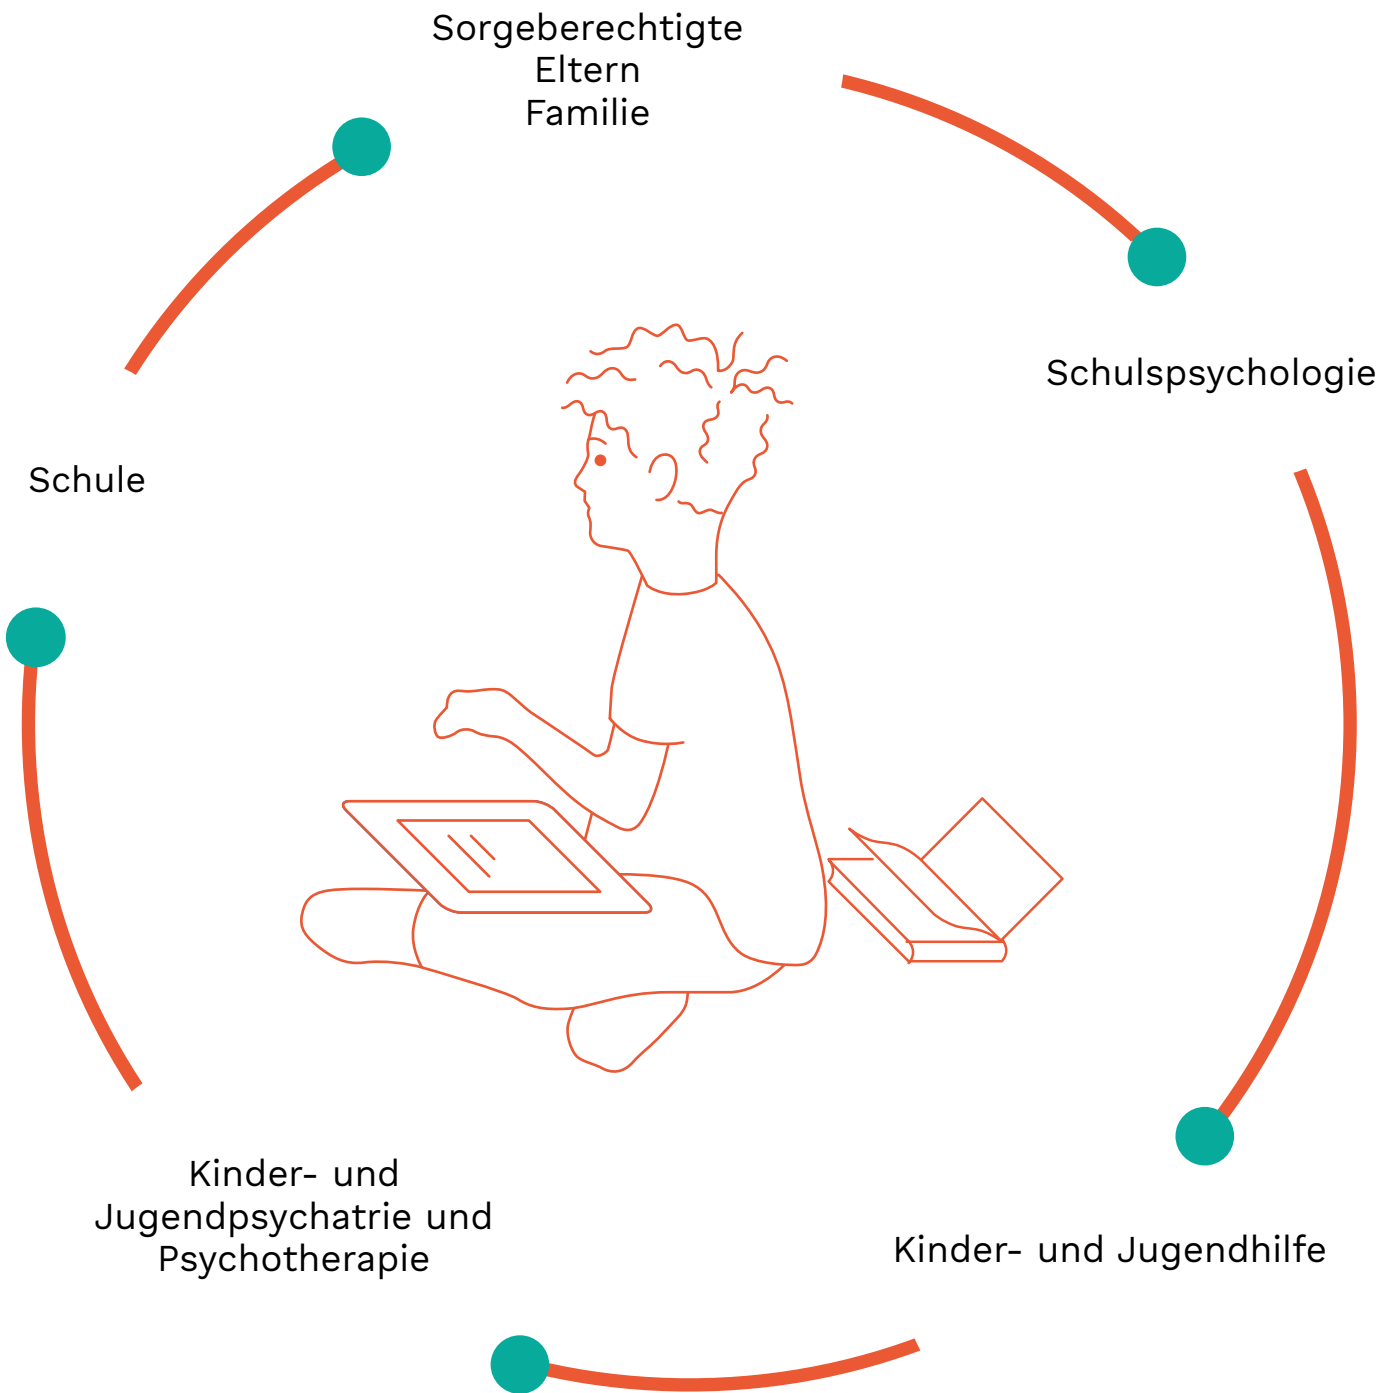 Sorgeberechtigte
Eltern
Familie
Schulspsychologie
Schule
Kinder- und
Jugendpsychatrie und
Psychotherapie
Kinder- und Jugendhilfe